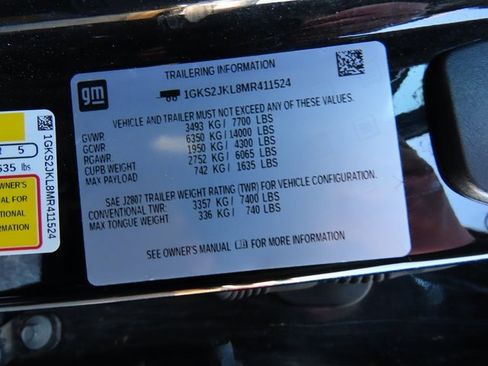 TRAILERING INFORMATION
gm
1GKS2JKL8MR411524
VEHICLE AND TRAILER MUST NOT EXCEED ANY OF THESE VALUES.
GVWR: 3493 KG / 7700 LBS
GCWR: 6350 KG / 14000 LBS
RGAWR: 1950 KG / 4300 LBS
CURB WEIGHT 2752 KG / 6065 LBS
MAX PAYLOAD 742 KG / 1635 LBS
SAE J2807 TRAILER WEIGHT RATING (TWR) FOR VEHICLE CONFIGURATION.
CONVENTIONAL TWR: 3357 KG / 7400 LBS
MAX TONGUE WEIGHT: 336 KG / 740 LBS
SEE OWNER'S MANUAL FOR MORE INFORMATION
R 5
635 lbs
OWNER'S
AL FOR
TIONAL
RMATION
1GKS2JKL8MR411524